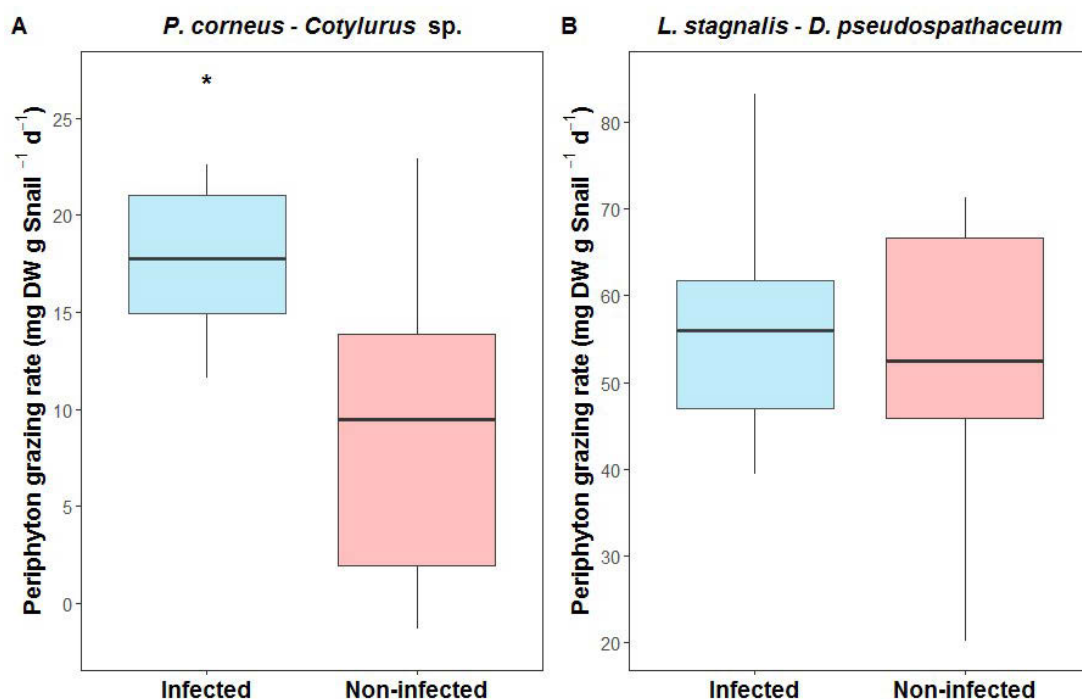 A
P. corneus - Cotylurus sp.
Periphyton grazing rate (mg DW g Snail ⁻¹ d⁻¹)
*
25
20
15
10
5
0
Infected
Non-infected
B
L. stagnalis - D. pseudospathaceum
Periphyton grazing rate (mg DW g Snail ⁻¹ d⁻¹)
80
70
60
50
40
30
20
Infected
Non-infected